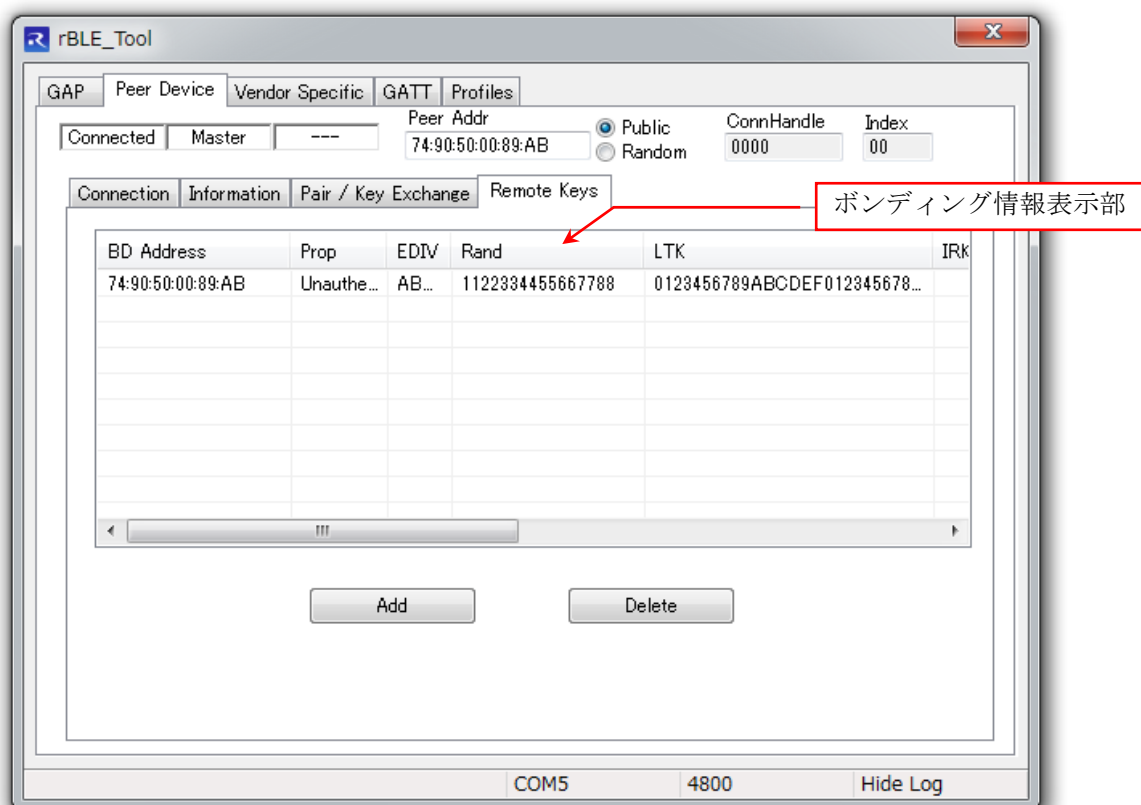 rBLE_Tool
GAP Peer Device Vendor Specific GATT Profiles
Peer Addr ConnHandle Index
Connected Master --- 74:90:50:00:89:AB Public 0000 00
Random
Connection Information Pair / Key Exchange Remote Keys
ボンディング情報表示部
BD Address Prop EDIV Rand LTK IRK
74:90:50:00:89:AB Unauthe... AB... 1122334455667788 0123456789ABCDEF012345678...
Add Delete
COM5 4800 Hide Log